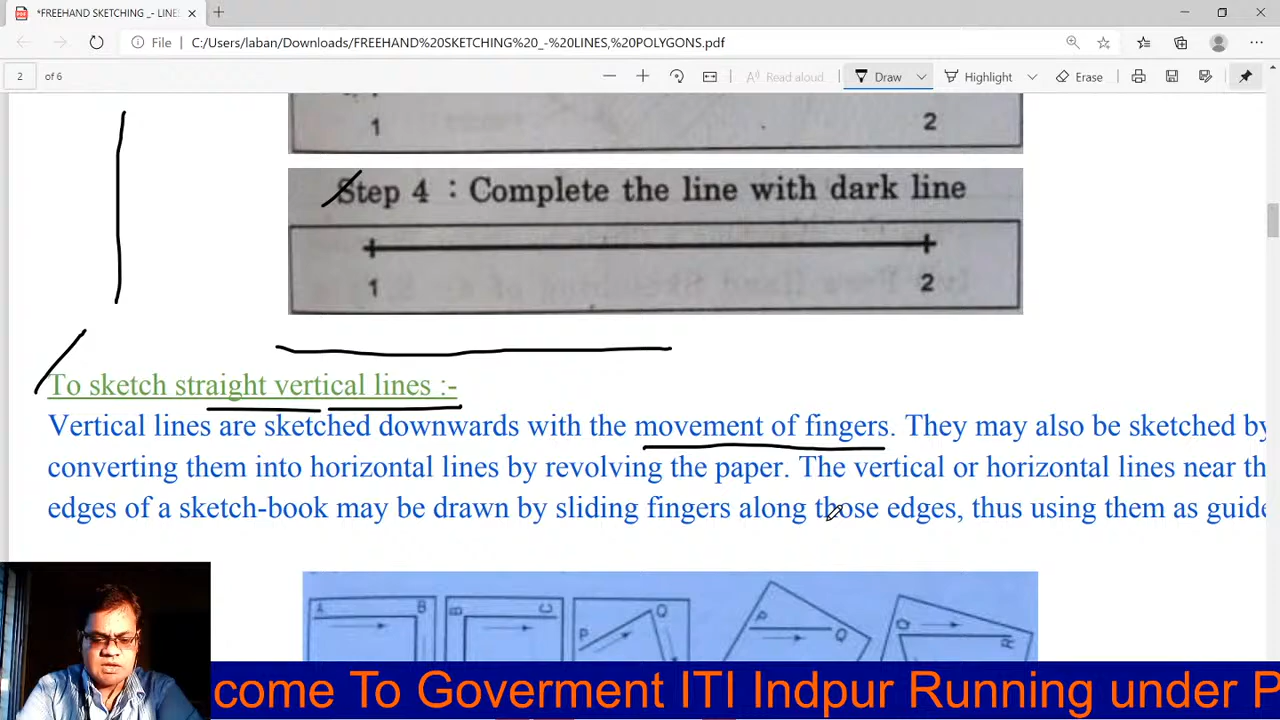 *FREEHAND SKETCHING _- LINE
File C:/Users/laban/Downloads/FREEHAND%20SKETCHING%20_-%20LINES,%20POLYGONS.pdf
2 of 6 Read aloud Draw Highlight Erase
1 2
Step 4 : Complete the line with dark line
1 2
To sketch straight vertical lines :-
Vertical lines are sketched downwards with the movement of fingers. They may also be sketched by
converting them into horizontal lines by revolving the paper. The vertical or horizontal lines near th
edges of a sketch-book may be drawn by sliding fingers along those edges, thus using them as guide
A B B C P Q P Q Q R
come To Goverment ITI Indpur Running under P